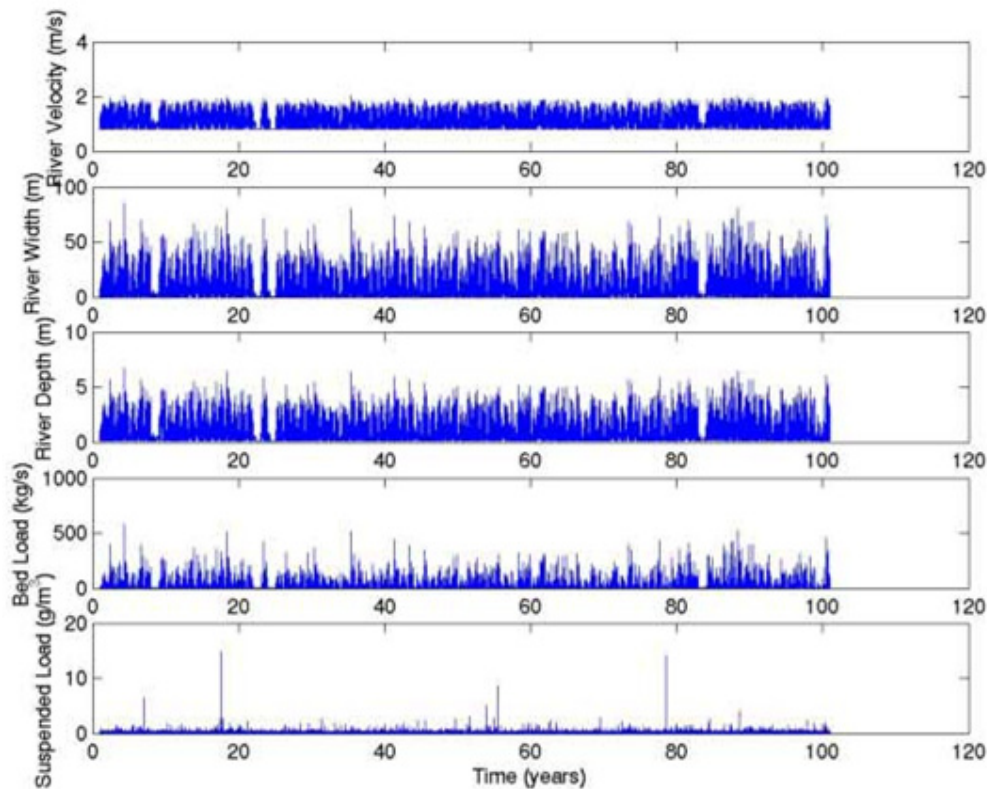 River Velocity (m/s)
4
2
0
0 20 40 60 80 100 120
River Width (m)
100
50
0
0 20 40 60 80 100 120
River Depth (m)
10
5
0
0 20 40 60 80 100 120
Bed Load (kg/s)
1000
500
0
0 20 40 60 80 100 120
Suspended Load (g/m³)
20
10
0
0 20 40 60 80 100 120
Time (years)